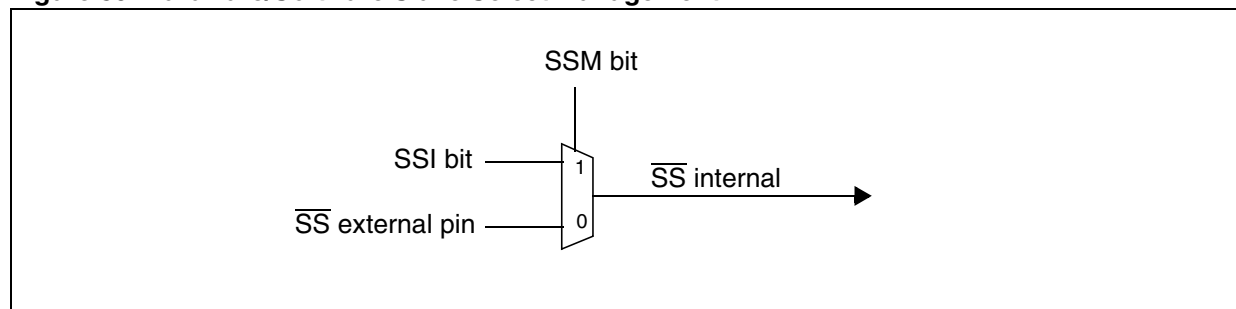 SSM bit
SSI bit
1
SS internal
SS external pin
0